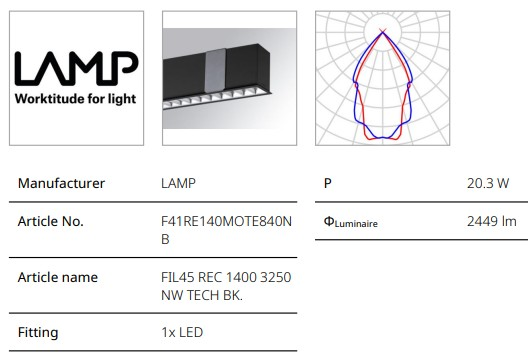 LAMP
Worktitude for light
Manufacturer LAMP
Article No. F41RE140MOTE840N
B
Article name FIL45 REC 1400 3250
NW TECH BK.
Fitting 1x LED
P 20.3 W
ΦLuminaire 2449 lm